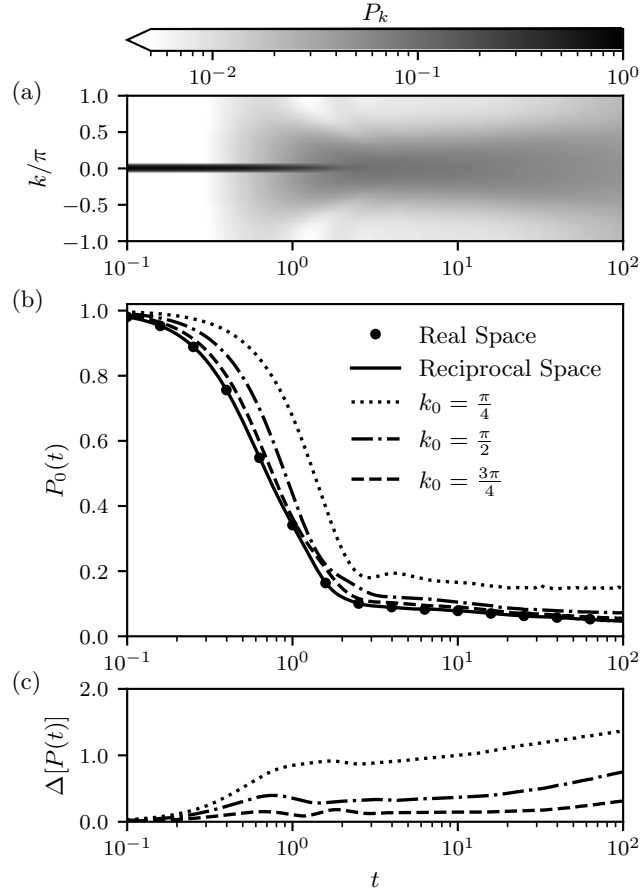 P_k
10^{-2} 10^{-1} 10^0
(a)
k/π
1.0
0.5
0.0
−0.5
−1.0
10^{-1} 10^0 10^1 10^2
(b)
P_0(t)
1.0
0.8
0.6
0.4
0.2
0.0
Real Space
Reciprocal Space
k_0 = π/4
k_0 = π/2
k_0 = 3π/4
10^{-1} 10^0 10^1 10^2
(c)
Δ[P(t)]
2.0
1.0
0.0
10^{-1} 10^0 10^1 10^2
t